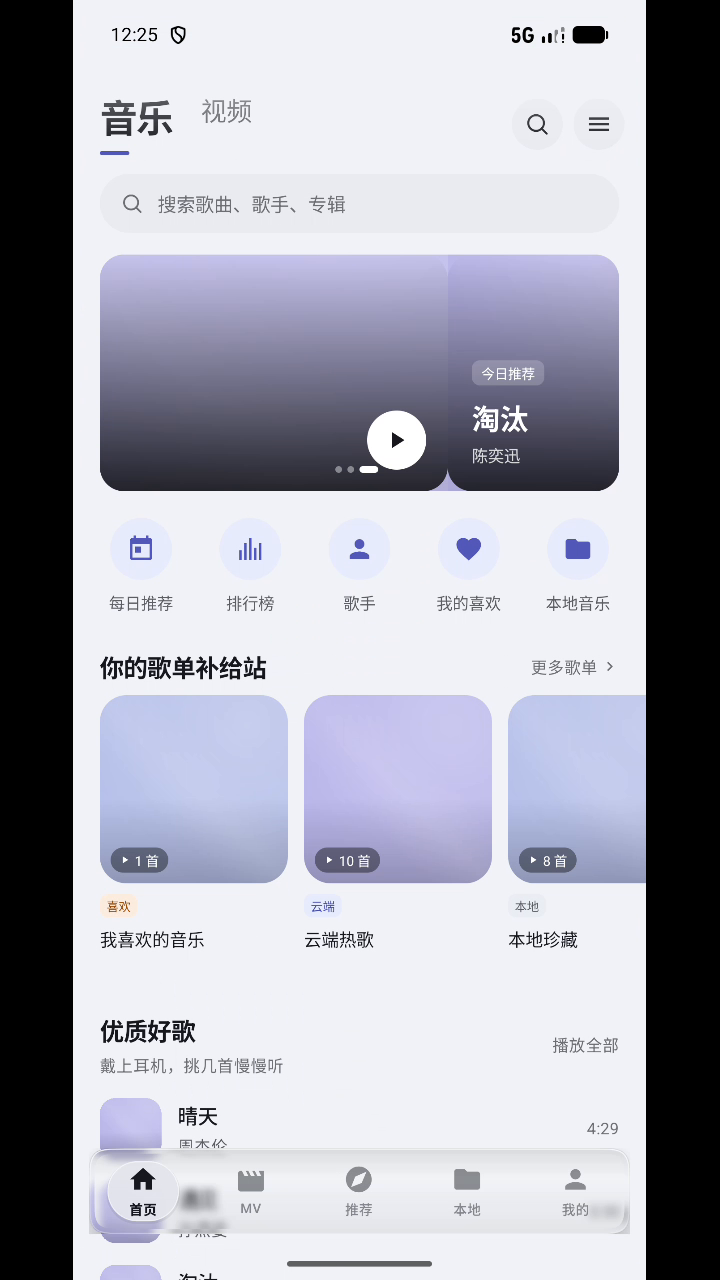 12:25
5G
音乐 视频
搜索歌曲、歌手、专辑
今日推荐
淘汰
陈奕迅
每日推荐 排行榜 歌手 我的喜欢 本地音乐
你的歌单补给站 更多歌单
1 首 10 首 8 首
喜欢 云端 本地
我喜欢的音乐 云端热歌 本地珍藏
优质好歌
播放全部
戴上耳机，挑几首慢慢听
晴天
4:29
周杰伦
首页 MV 推荐 本地 我的
淘汰